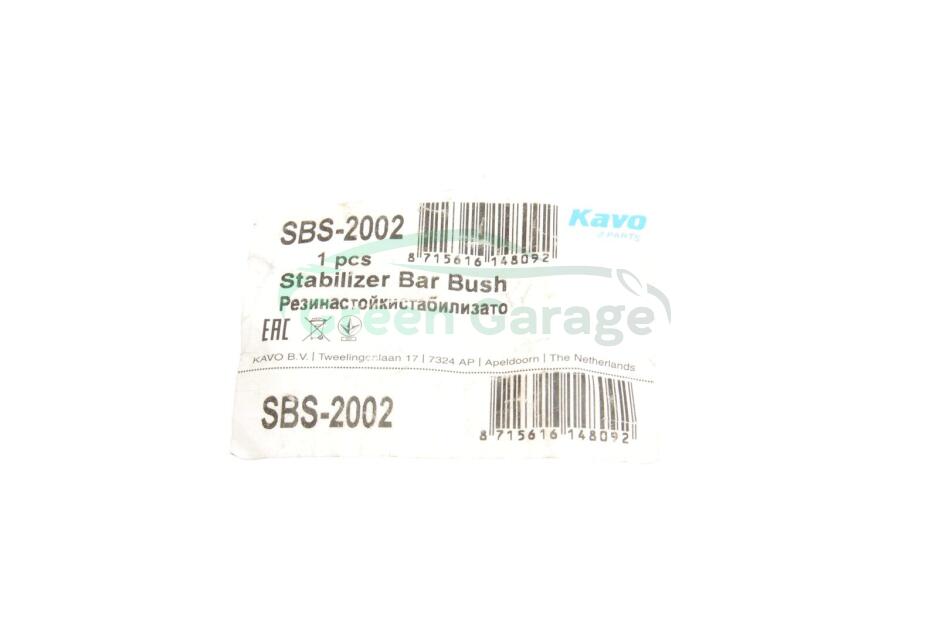 SBS-2002
8 715616 148092
Kavo
PARTS
1 pcs
Stabilizer Bar Bush
Резинастойкистабилизато
Green Garage
EAC
KAVO B.V. | Tweelingenlaan 17 | 7324 AP | Apeldoorn | The Netherlands
SBS-2002
8 715616 148092